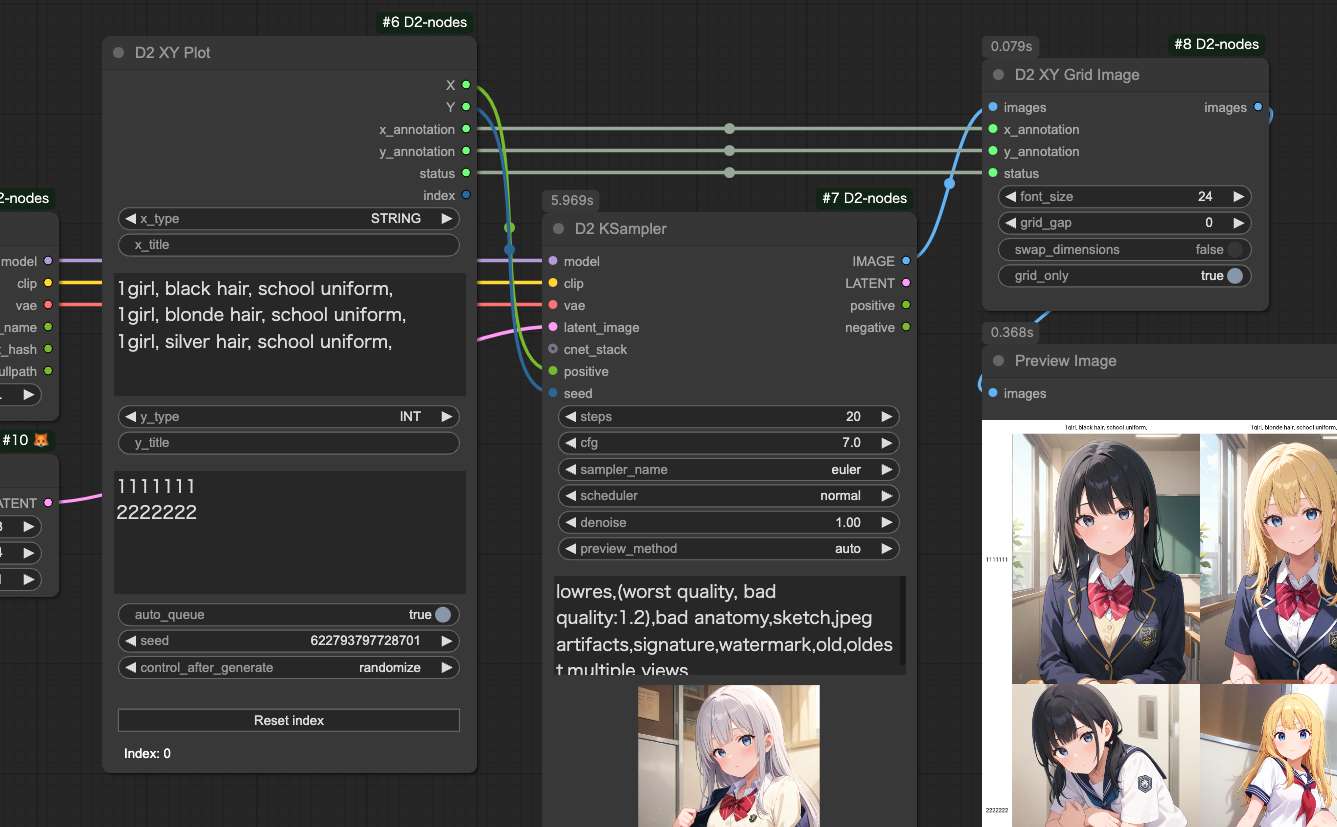 #6 D2-nodes
D2 XY Plot
X
Y
x_annotation
y_annotation
status
index
x_type STRING
x_title
1girl, black hair, school uniform,
1girl, blonde hair, school uniform,
1girl, silver hair, school uniform,
y_type INT
y_title
1111111
2222222
auto_queue true
seed 622793797728701
control_after_generate randomize
Reset index
Index: 0
2-nodes
model
clip
vae
_name
_hash
ullpath
#10
ATENT
5.969s
#7 D2-nodes
D2 KSampler
model IMAGE
clip LATENT
vae positive
latent_image negative
cnet_stack
positive
seed
steps 20
cfg 7.0
sampler_name euler
scheduler normal
denoise 1.00
preview_method auto
lowres,(worst quality, bad
quality:1.2),bad anatomy,sketch,jpeg
artifacts,signature,watermark,old,oldes
t,multiple views
0.079s
#8 D2-nodes
D2 XY Grid Image
images images
x_annotation
y_annotation
status
font_size 24
grid_gap 0
swap_dimensions false
grid_only true
0.368s
Preview Image
images
1girl, black hair, school uniform,
1girl, blonde hair, school uniform,
1111111
2222222